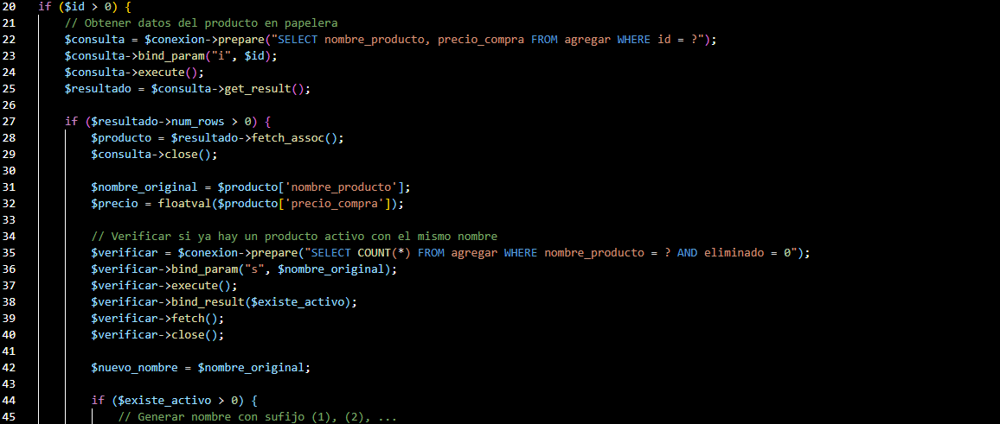 20 if ($id > 0) {
21     // Obtener datos del producto en papelera
22     $consulta = $conexion->prepare("SELECT nombre_producto, precio_compra FROM agregar WHERE id = ?");
23     $consulta->bind_param("i", $id);
24     $consulta->execute();
25     $resultado = $consulta->get_result();
26
27     if ($resultado->num_rows > 0) {
28         $producto = $resultado->fetch_assoc();
29         $consulta->close();
30
31         $nombre_original = $producto['nombre_producto'];
32         $precio = floatval($producto['precio_compra']);
33
34         // Verificar si ya hay un producto activo con el mismo nombre
35         $verificar = $conexion->prepare("SELECT COUNT(*) FROM agregar WHERE nombre_producto = ? AND eliminado = 0");
36         $verificar->bind_param("s", $nombre_original);
37         $verificar->execute();
38         $verificar->bind_result($existe_activo);
39         $verificar->fetch();
40         $verificar->close();
41
42         $nuevo_nombre = $nombre_original;
43
44         if ($existe_activo > 0) {
45             // Generar nombre con sufijo (1), (2), ...